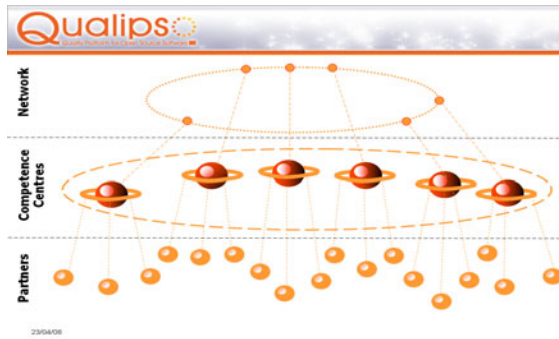 Qualipso
Quality Platform for Open Source Software
Network
Competence
Centres
Partners
23/04/08